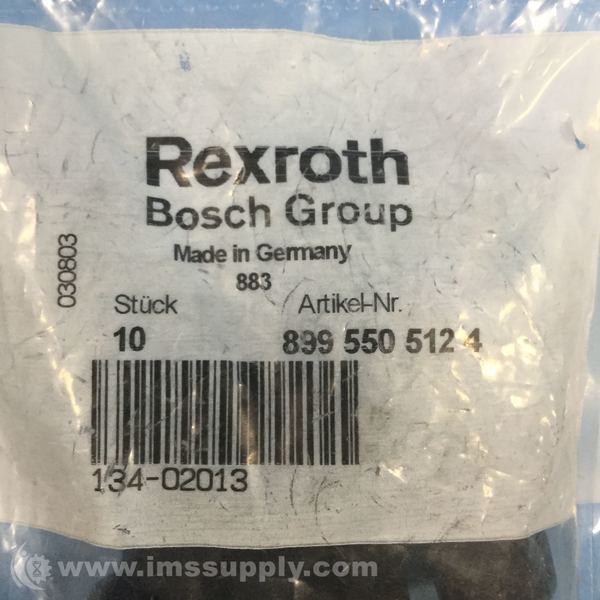 Rexroth
Bosch Group
Made in Germany
883
030803
Stück Artikel-Nr.
10 899 550 512 4
134-02013
www.imssupply.com